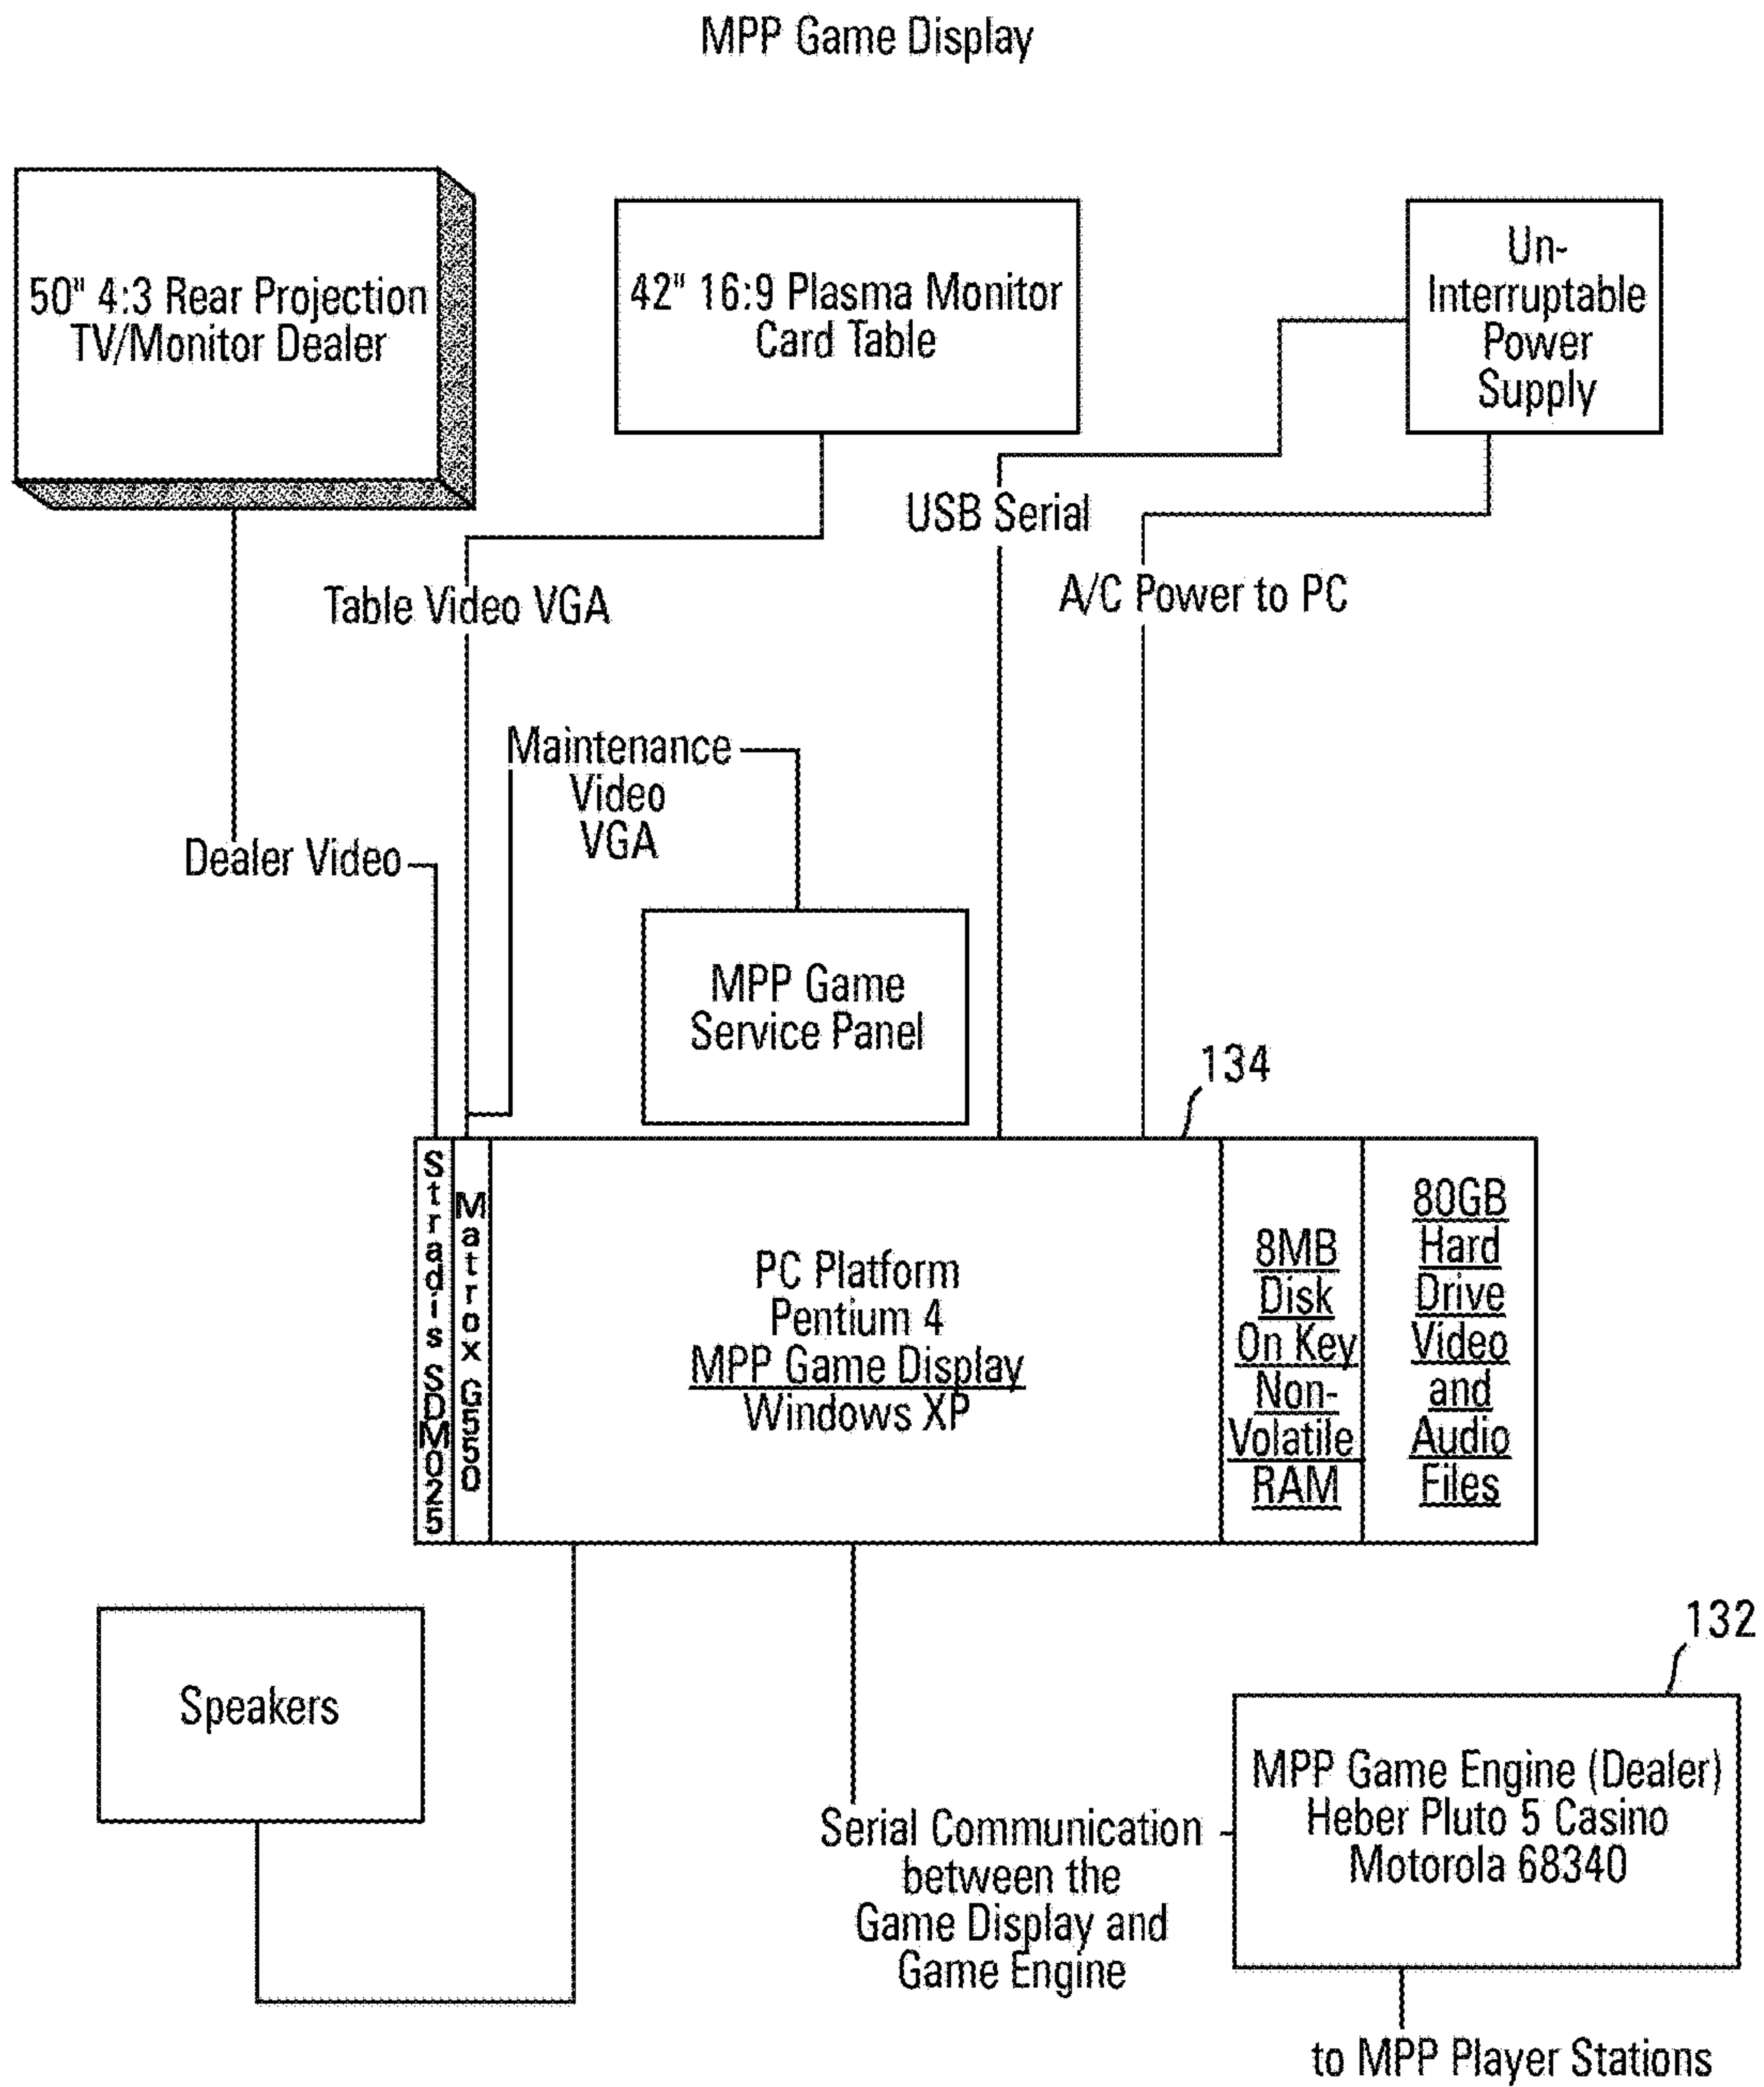 MPP Game Display
50" 4:3 Rear Projection
TV/Monitor Dealer
42" 16:9 Plasma Monitor
Card Table
Un-
Interruptable
Power
Supply
USB Serial
A/C Power to PC
Table Video VGA
Maintenance
Video
VGA
Dealer Video
MPP Game
Service Panel
134
Stradis SDM025
Matrox G550
PC Platform
Pentium 4
MPP Game Display
Windows XP
8MB
Disk
On Key
Non-
Volatile
RAM
80GB
Hard
Drive
Video
and
Audio
Files
Speakers
132
MPP Game Engine (Dealer)
Heber Pluto 5 Casino
Motorola 68340
Serial Communication
between the
Game Display and
Game Engine
to MPP Player Stations